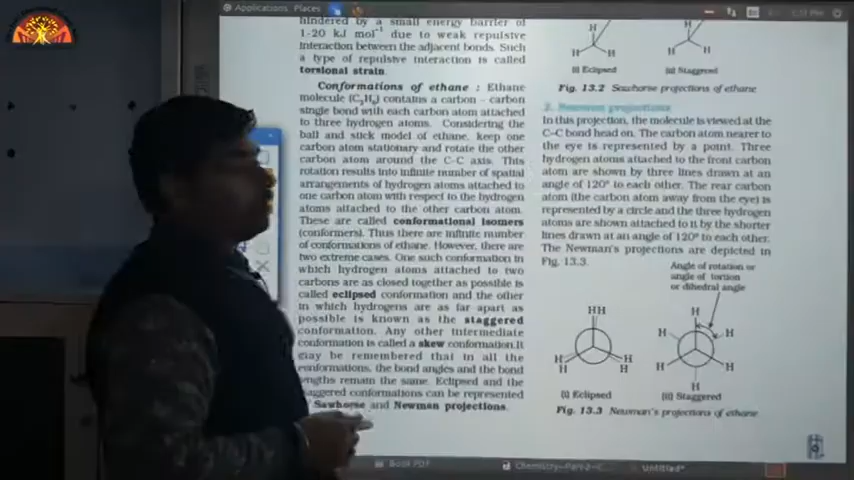 Applications Places
5:51 PM
hindered by a small energy barrier of
1-20 kJ mol⁻¹ due to weak repulsive
interaction between the adjacent bonds. Such
a type of repulsive interaction is called
torsional strain.
Conformations of ethane : Ethane
molecule (C₂H₆) contains a carbon – carbon
single bond with each carbon atom attached
to three hydrogen atoms. Considering the
ball and stick model of ethane, keep one
carbon atom stationary and rotate the other
carbon atom around the C-C axis. This
rotation results into infinite number of spatial
arrangements of hydrogen atoms attached to
one carbon atom with respect to the hydrogen
atoms attached to the other carbon atom.
These are called conformational isomers
(conformers). Thus there are infinite number
of conformations of ethane. However, there are
two extreme cases. One such conformation in
which hydrogen atoms attached to two
carbons are as closed together as possible is
called eclipsed conformation and the other
in which hydrogens are as far apart as
possible is known as the staggered
conformation. Any other intermediate
conformation is called a skew conformation.It
may be remembered that in all the
conformations, the bond angles and the bond
lengths remain the same. Eclipsed and the
staggered conformations can be represented
Sawhorse and Newman projections.
H
H
H
H
H
(i) Eclipsed
(ii) Staggered
Fig. 13.2 Sawhorse projections of ethane
2. Newman projections
In this projection, the molecule is viewed at the
C–C bond head on. The carbon atom nearer to
the eye is represented by a point. Three
hydrogen atoms attached to the front carbon
atom are shown by three lines drawn at an
angle of 120° to each other. The rear carbon
atom (the carbon atom away from the eye) is
represented by a circle and the three hydrogen
atoms are shown attached to it by the shorter
lines drawn at an angle of 120° to each other.
The Newman's projections are depicted in
Fig. 13.3.
Angle of rotation or
angle of torsion
or dihedral angle
HH
H
H
H
H
H
H
H
H
H
H
(i) Eclipsed
(ii) Staggered
Fig. 13.3 Newman's projections of ethane
Book PDF
Chemistry-Part-2-C...
Untitled*